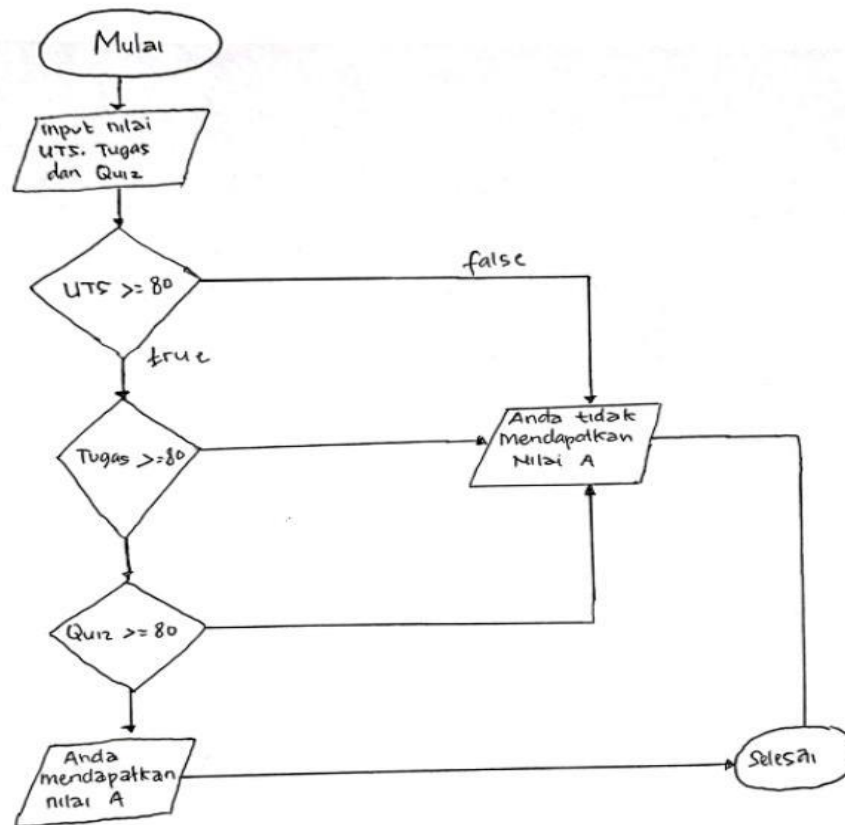 Mulai
input nilai
UTS. Tugas
dan Quiz
UTS >= 80
false
true
Anda tidak
Mendapatkan
Nilai A
Tugas >=80
Quiz >= 80
Anda
mendapatkan
nilai A
Selesai